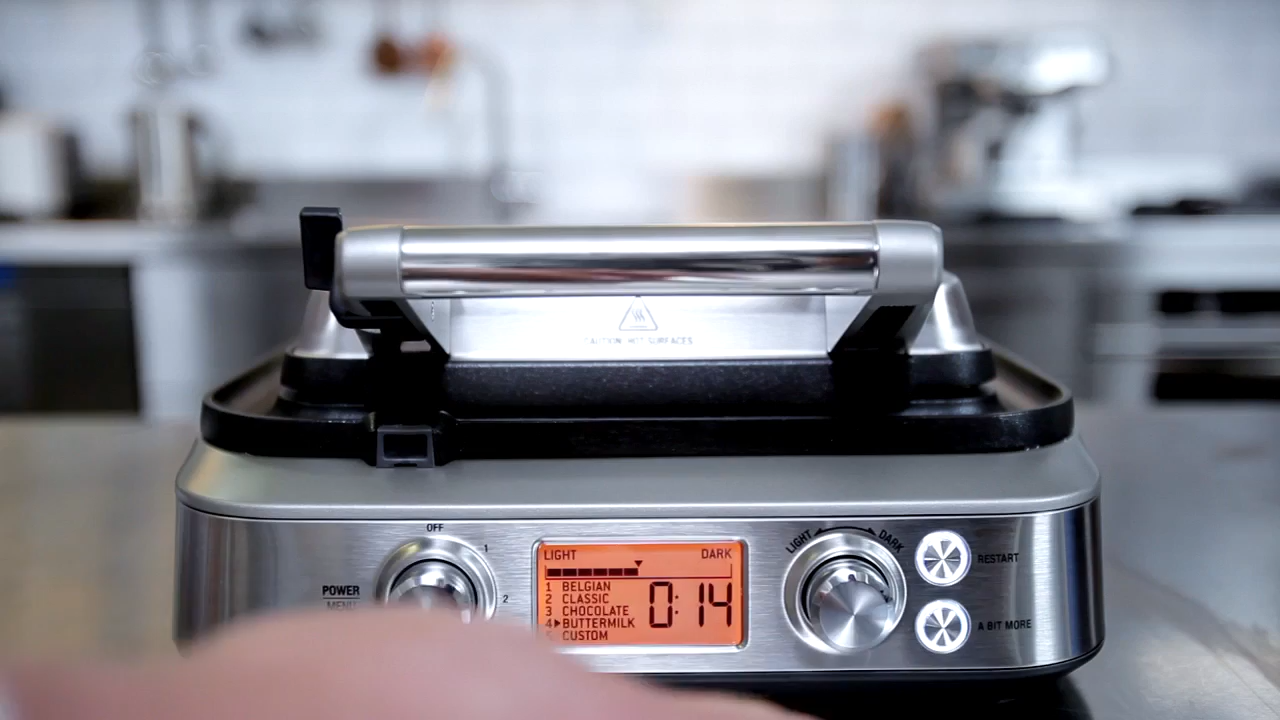 CAUTION: HOT SURFACES
OFF
1
2
POWER
MENU
LIGHT DARK
1 BELGIAN
2 CLASSIC
3 CHOCOLATE
4 BUTTERMILK
5 CUSTOM
0:14
LIGHT DARK
RESTART
A BIT MORE